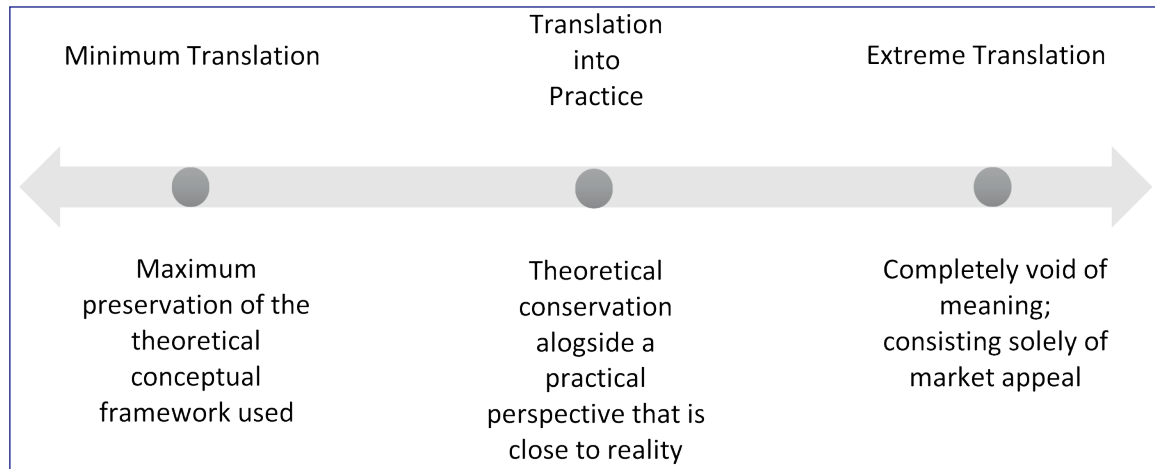 Minimum Translation
Translation
into
Practice
Extreme Translation
Maximum
preservation of the
theoretical
conceptual
framework used
Theoretical
conservation
alogside a
practical
perspective that is
close to reality
Completely void of
meaning;
consisting solely of
market appeal